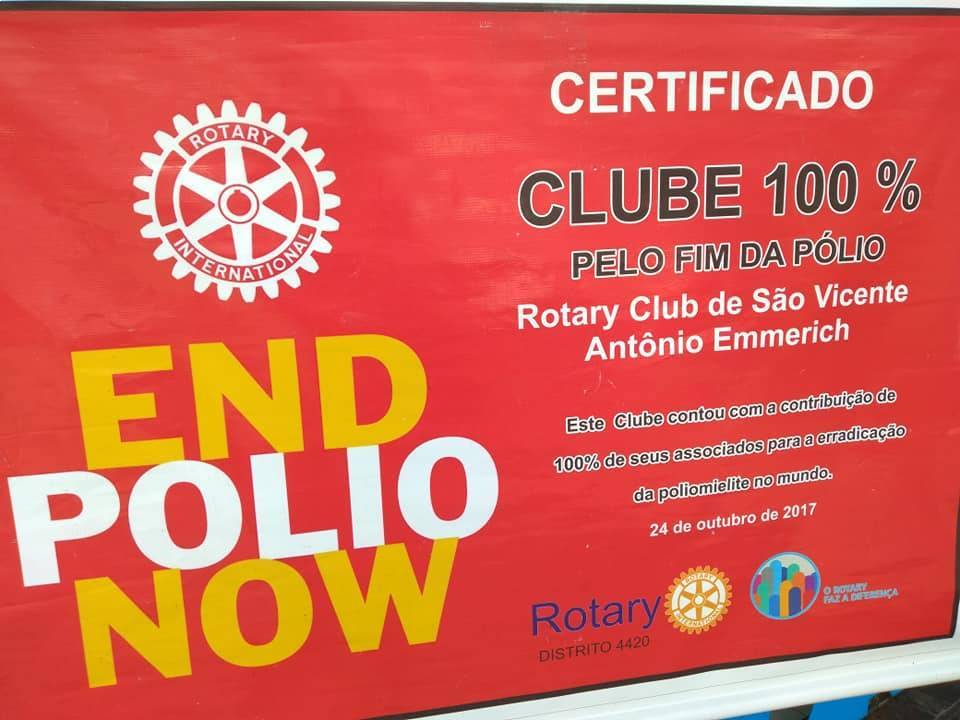 ROTARY
INTERNATIONAL
END
POLIO
NOW
CERTIFICADO
CLUBE 100 %
PELO FIM DA PÓLIO
Rotary Club de São Vicente
Antônio Emmerich
Este Clube contou com a contribuição de
100% de seus associados para a erradicação
da poliomielite no mundo.
24 de outubro de 2017
Rotary
DISTRITO 4420
ROTARY
INTERNATIONAL
O ROTARY
FAZ A DIFERENÇA